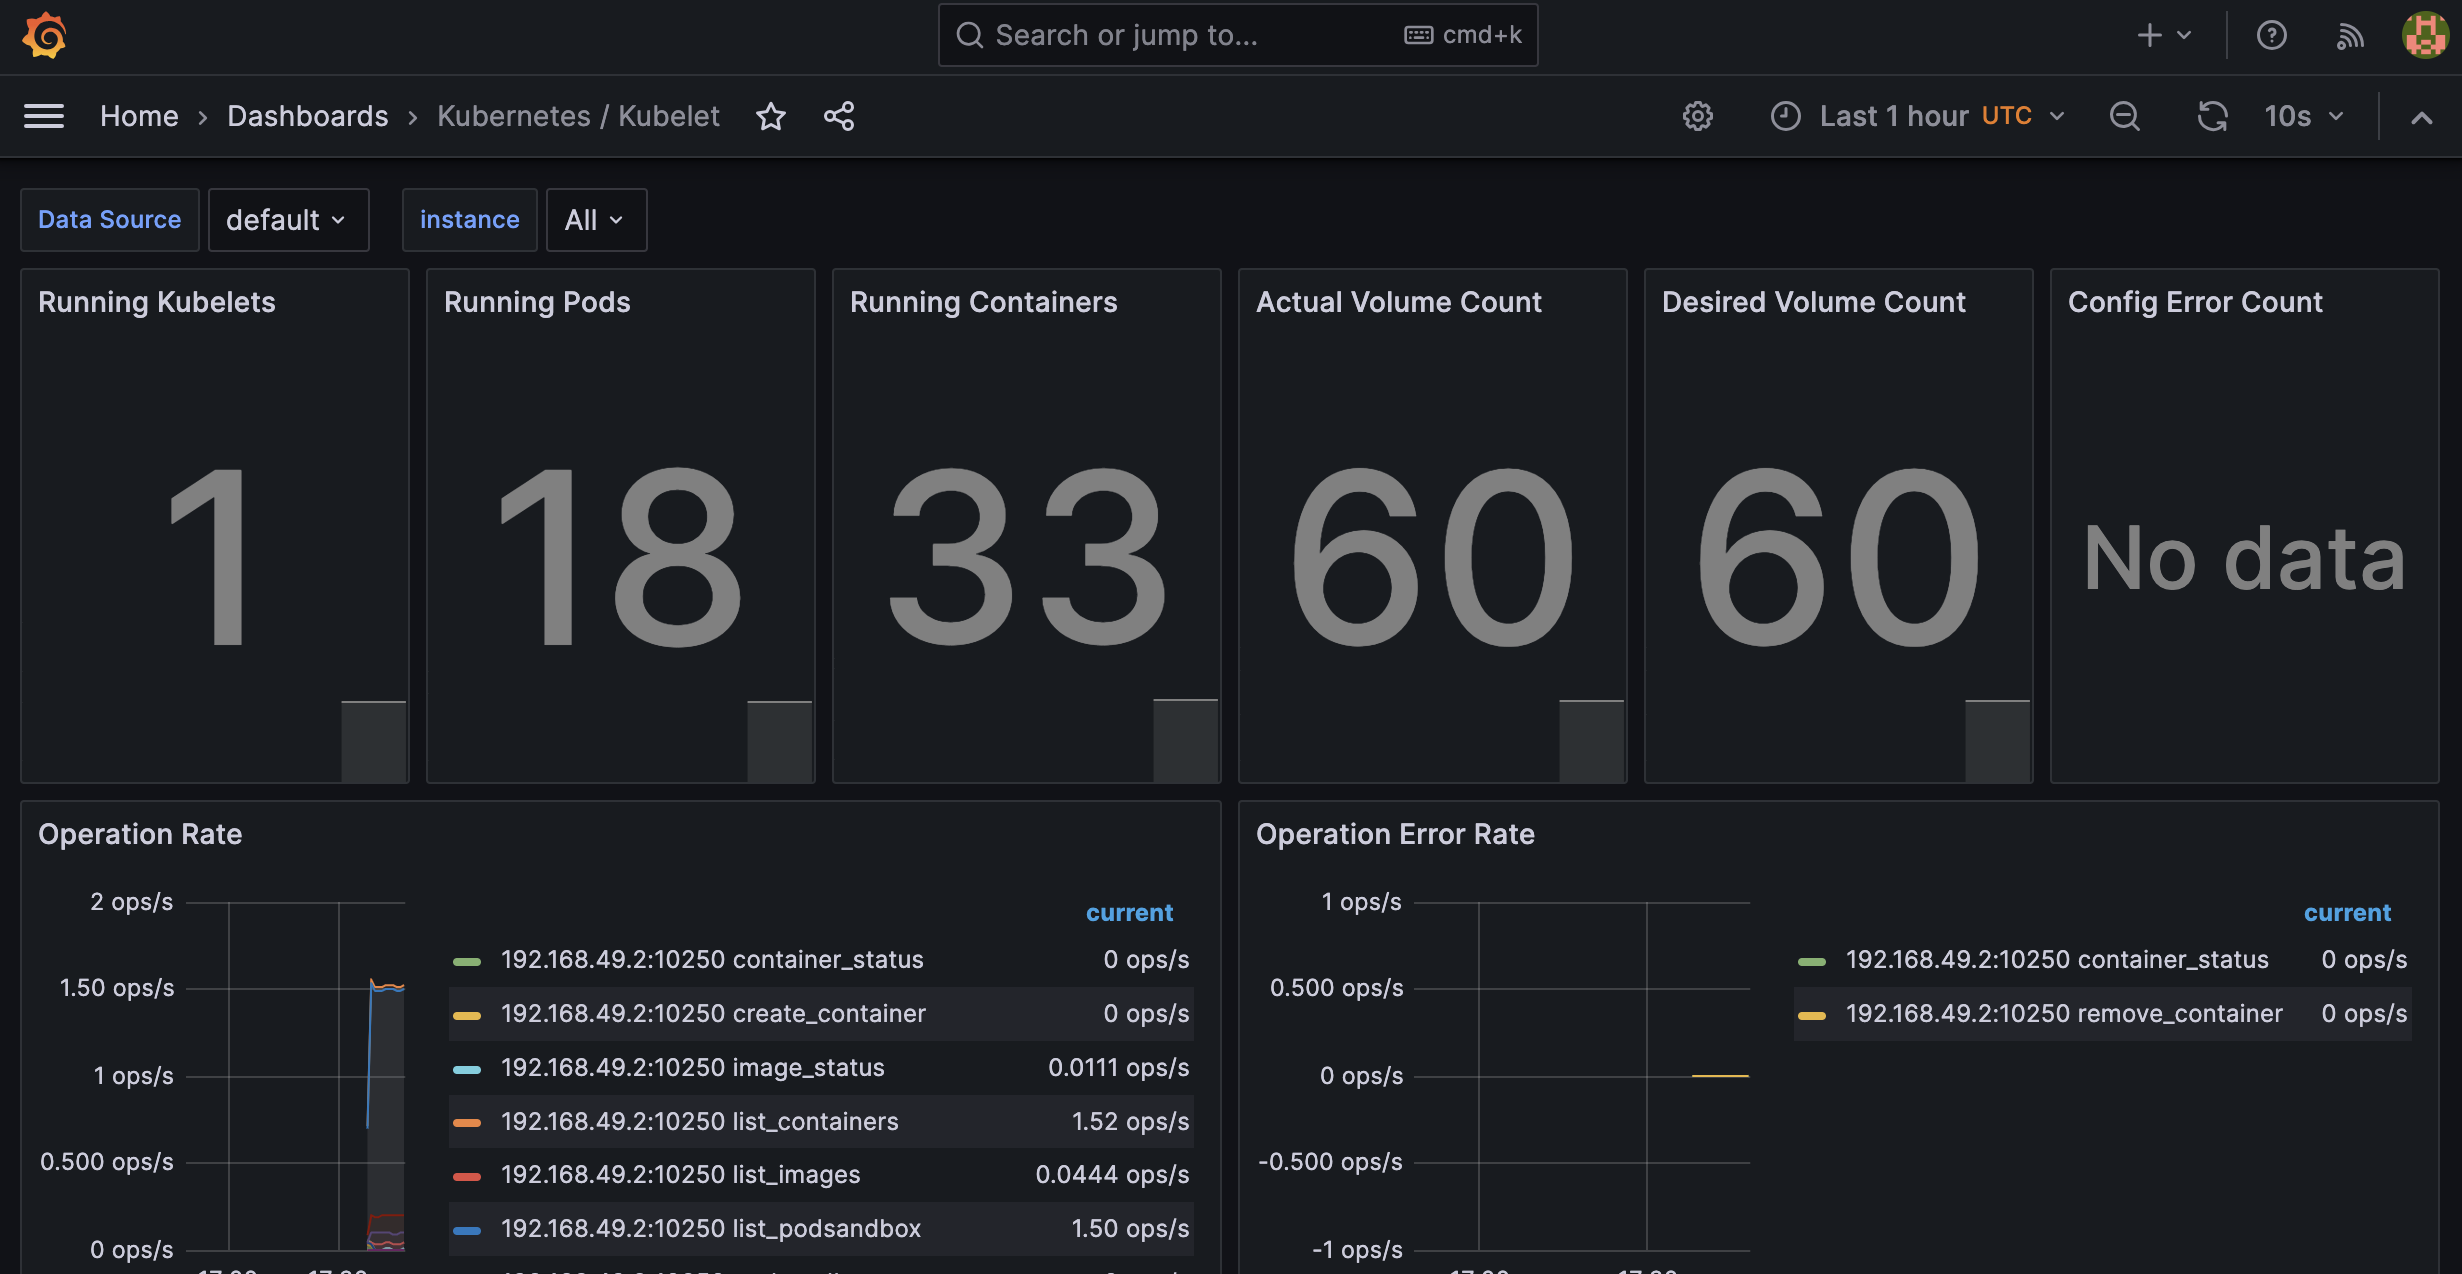 Search or jump to...
cmd+k
Home › Dashboards › Kubernetes / Kubelet
Last 1 hour UTC
10s
Data Source
default
instance
All
Running Kubelets
1
Running Pods
18
Running Containers
33
Actual Volume Count
60
Desired Volume Count
60
Config Error Count
No data
Operation Rate
2 ops/s
1.50 ops/s
1 ops/s
0.500 ops/s
0 ops/s
current
192.168.49.2:10250 container_status 0 ops/s
192.168.49.2:10250 create_container 0 ops/s
192.168.49.2:10250 image_status 0.0111 ops/s
192.168.49.2:10250 list_containers 1.52 ops/s
192.168.49.2:10250 list_images 0.0444 ops/s
192.168.49.2:10250 list_podsandbox 1.50 ops/s
Operation Error Rate
1 ops/s
0.500 ops/s
0 ops/s
-0.500 ops/s
-1 ops/s
current
192.168.49.2:10250 container_status 0 ops/s
192.168.49.2:10250 remove_container 0 ops/s